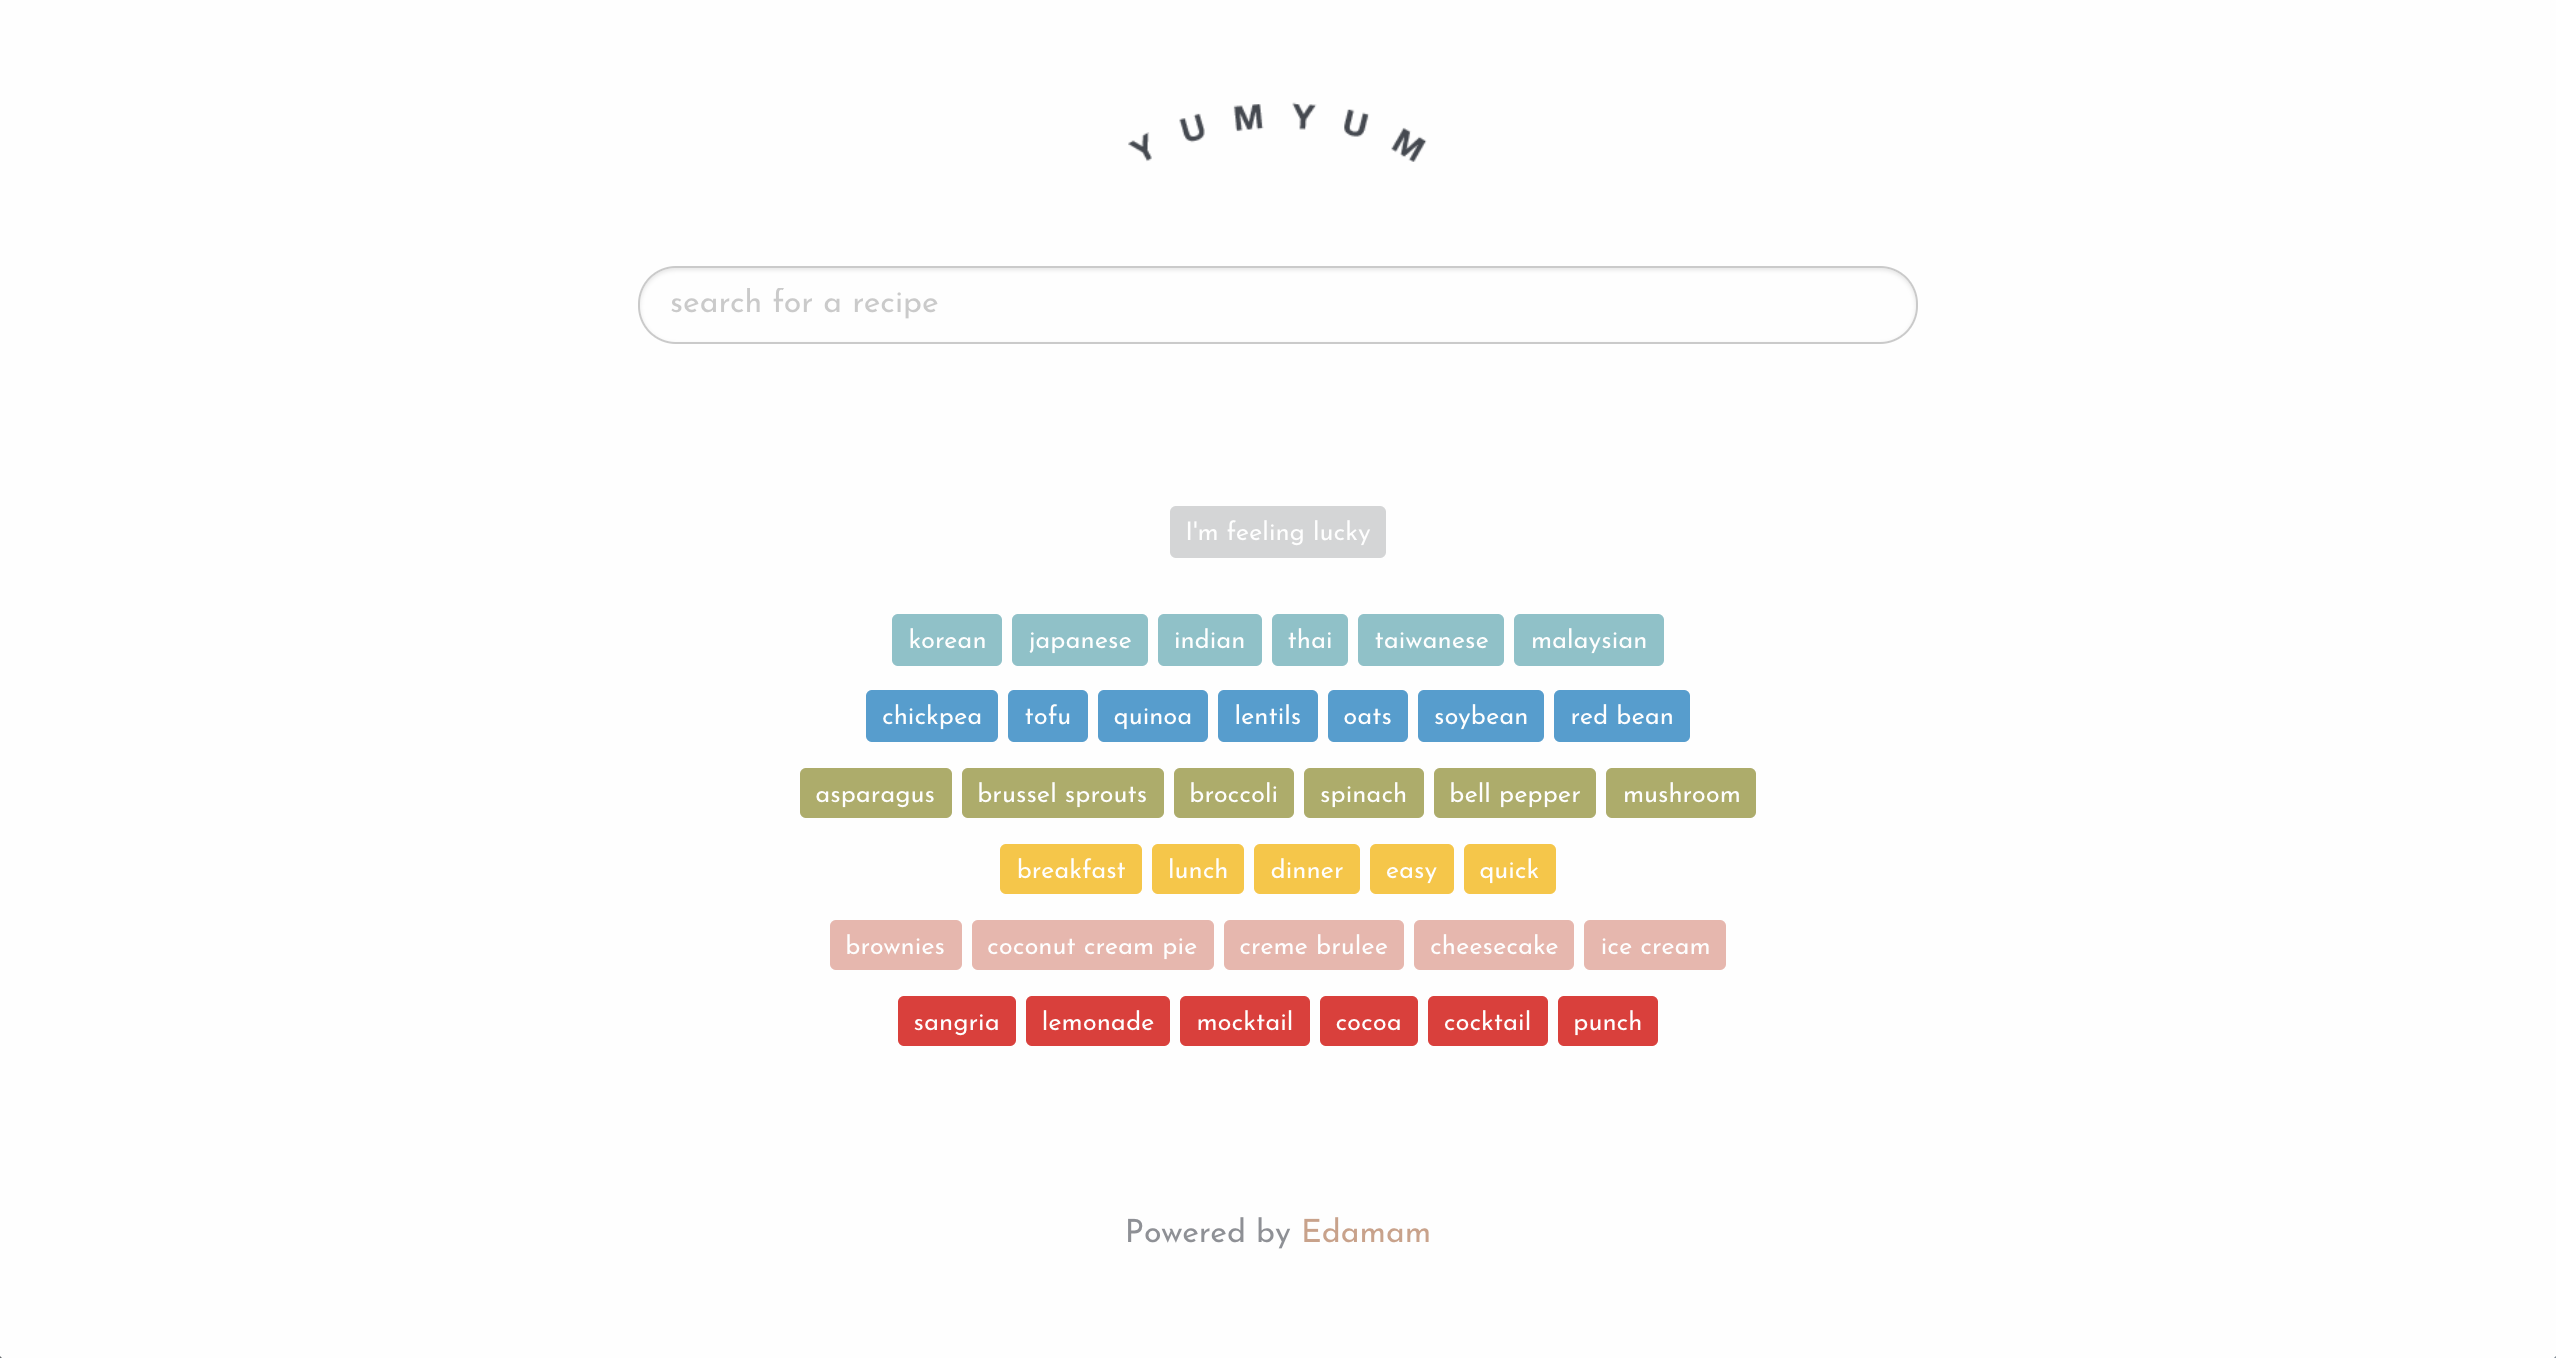 YUMYUM
search for a recipe
I'm feeling lucky
korean japanese indian thai taiwanese malaysian
chickpea tofu quinoa lentils oats soybean red bean
asparagus brussel sprouts broccoli spinach bell pepper mushroom
breakfast lunch dinner easy quick
brownies coconut cream pie creme brulee cheesecake ice cream
sangria lemonade mocktail cocoa cocktail punch
Powered by Edamam